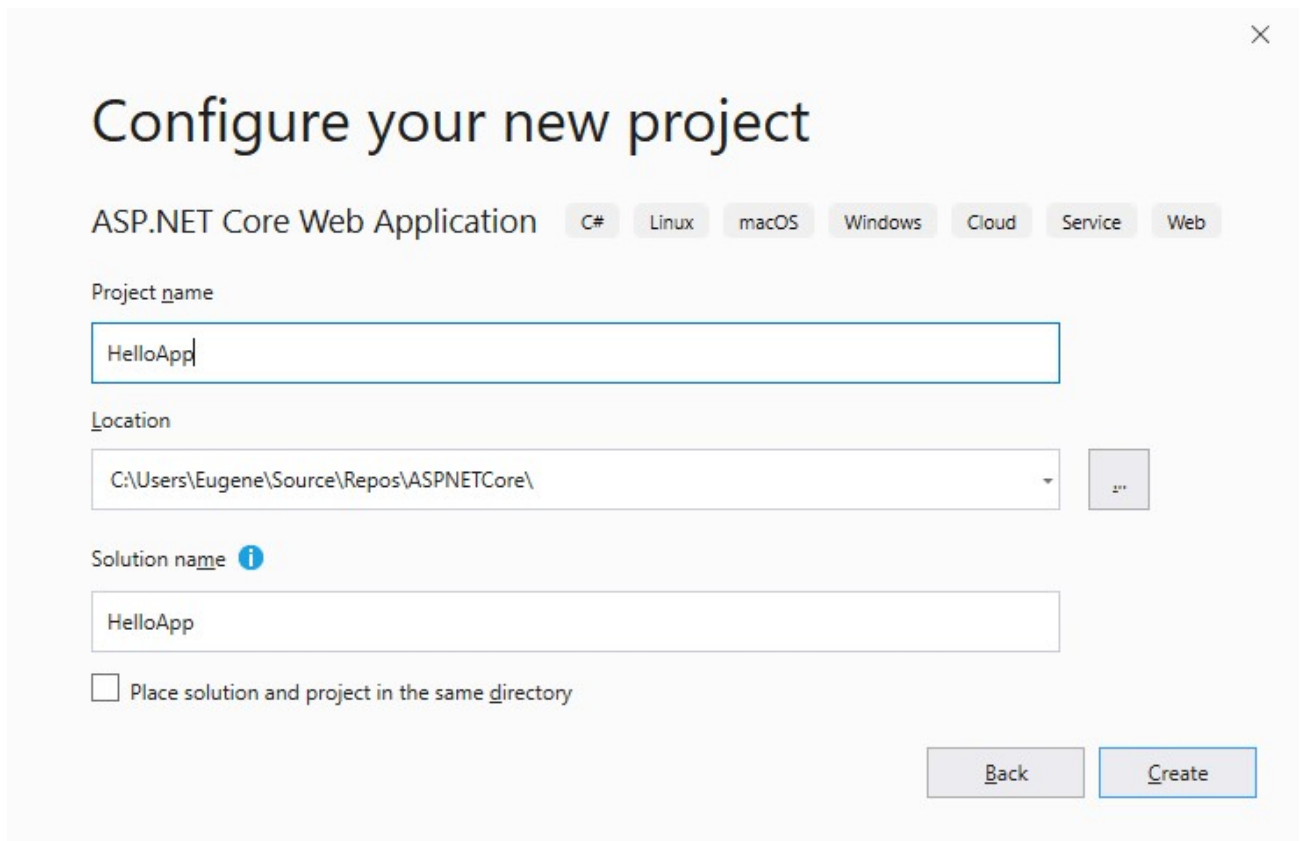 Configure your new project
ASP.NET Core Web Application C# Linux macOS Windows Cloud Service Web
Project name
HelloApp
Location
C:\Users\Eugene\Source\Repos\ASPNETCore\
...
Solution name
HelloApp
Place solution and project in the same directory
Back Create